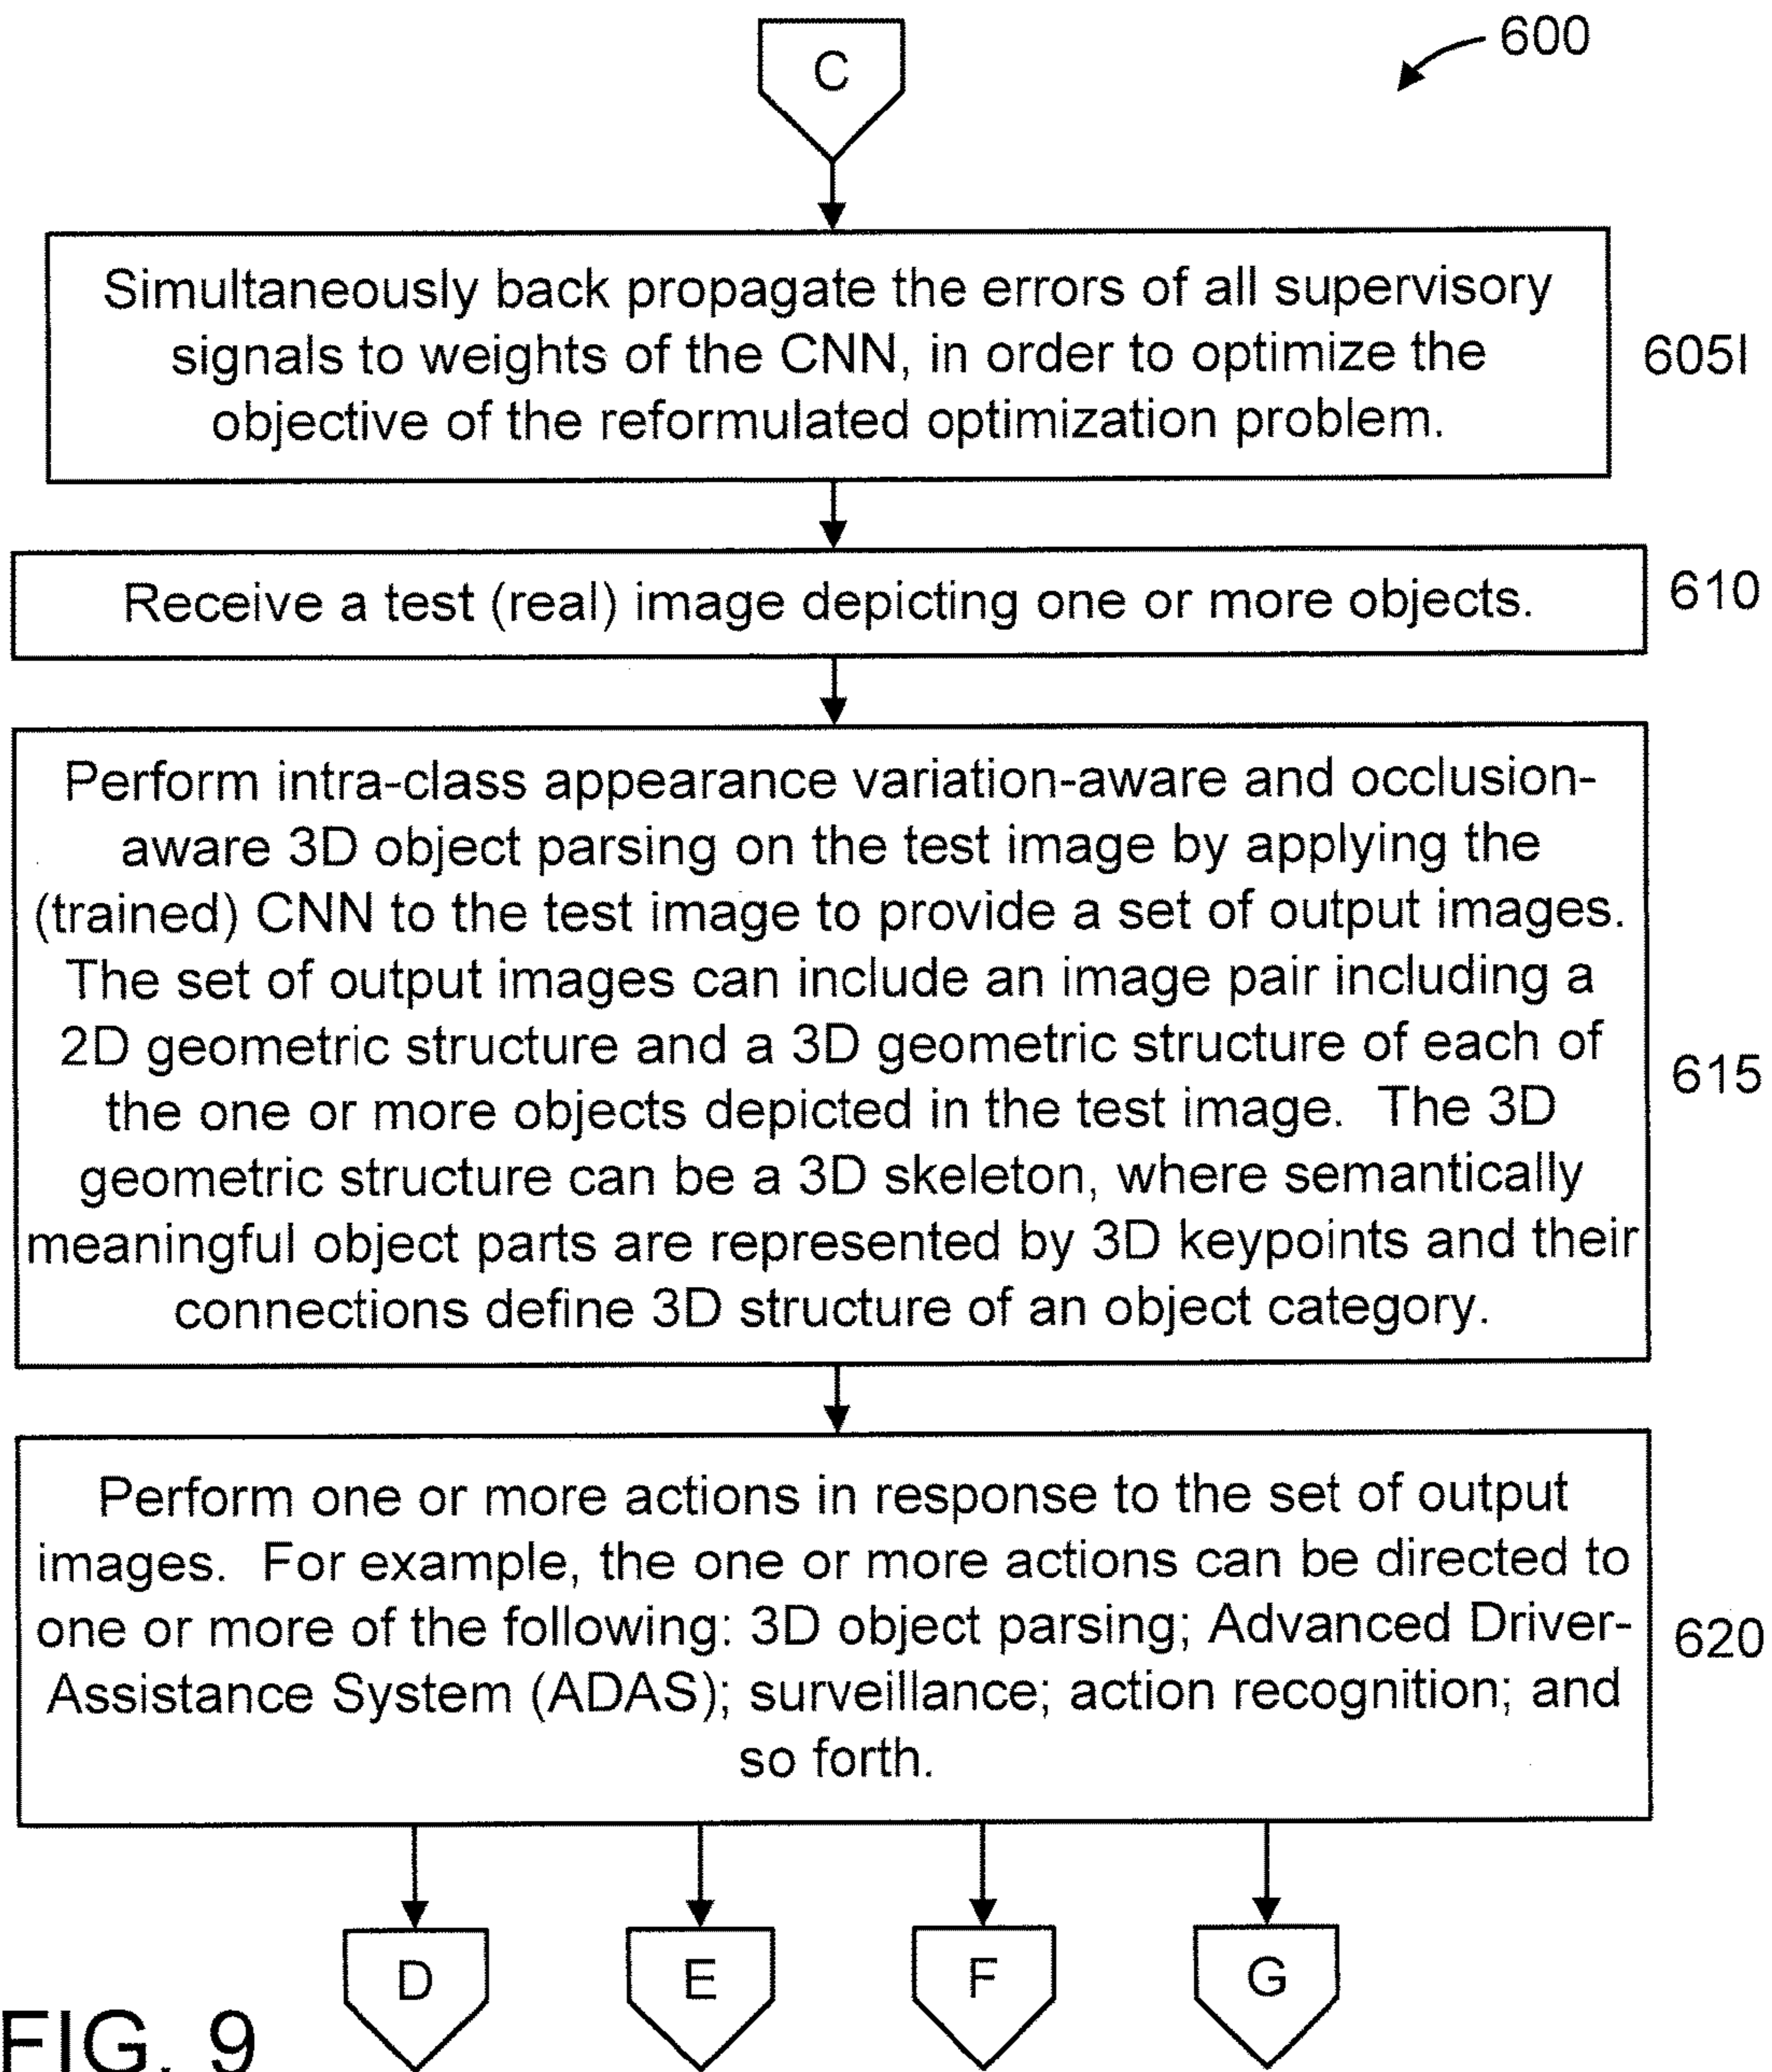 C
600
Simultaneously back propagate the errors of all supervisory
signals to weights of the CNN, in order to optimize the
objective of the reformulated optimization problem.
605I
Receive a test (real) image depicting one or more objects.
610
Perform intra-class appearance variation-aware and occlusion-
aware 3D object parsing on the test image by applying the
(trained) CNN to the test image to provide a set of output images.
The set of output images can include an image pair including a
2D geometric structure and a 3D geometric structure of each of
the one or more objects depicted in the test image. The 3D
geometric structure can be a 3D skeleton, where semantically
meaningful object parts are represented by 3D keypoints and their
connections define 3D structure of an object category.
615
Perform one or more actions in response to the set of output
images. For example, the one or more actions can be directed to
one or more of the following: 3D object parsing; Advanced Driver-
Assistance System (ADAS); surveillance; action recognition; and
so forth.
620
D
E
F
G
FIG. 9